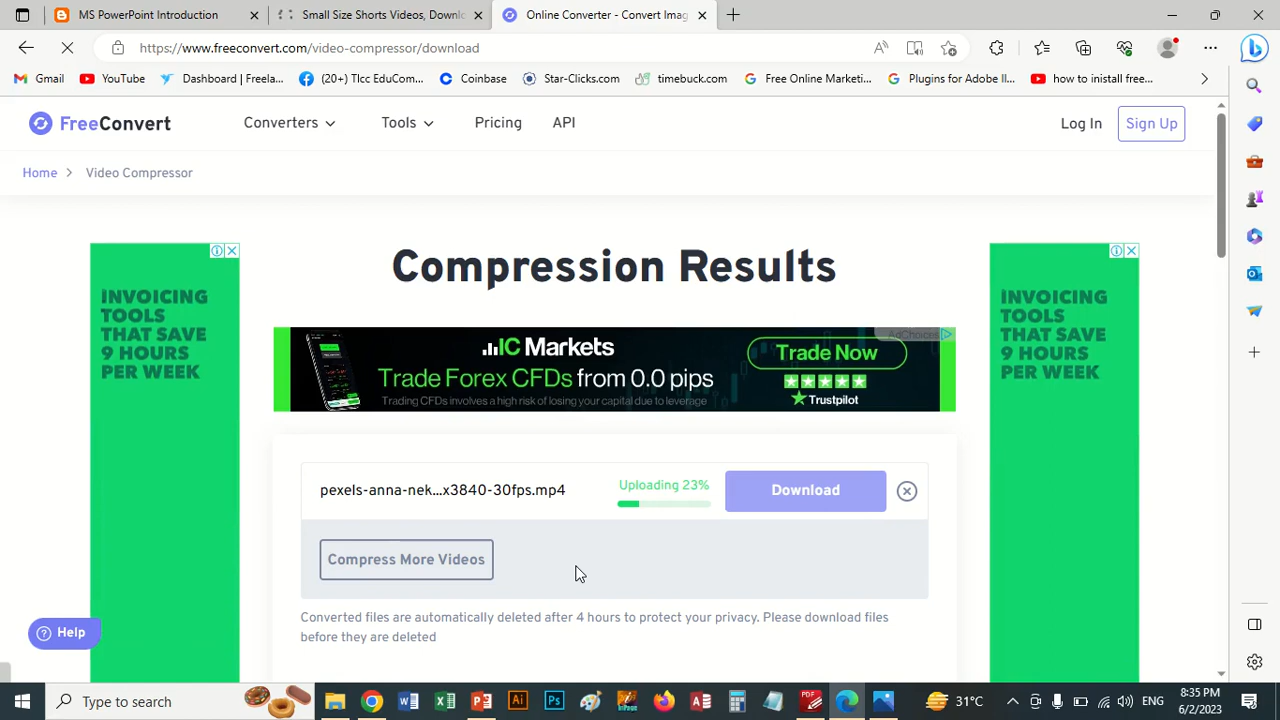 MS PowerPoint Introduction
Small Size Shorts Videos, Downl
Online Converter - Convert Imag
https://www.freeconvert.com/video-compressor/download
Gmail
YouTube
Dashboard | Freela...
(20+) Tlcc EduCom...
Coinbase
Star-Clicks.com
timebuck.com
Free Online Marketi...
Plugins for Adobe Il...
how to inistall free...
FreeConvert
Converters
Tools
Pricing
API
Log In
Sign Up
Home
Video Compressor
Compression Results
INVOICING
TOOLS
THAT SAVE
9 HOURS
PER WEEK
IC Markets
Trade Forex CFDs from 0.0 pips
Trading CFDs involves a high risk of losing your capital due to leverage
AdChoices
Trade Now
Trustpilot
INVOICING
TOOLS
THAT SAVE
9 HOURS
PER WEEK
pexels-anna-nek...x3840-30fps.mp4
Uploading 23%
Download
Compress More Videos
Converted files are automatically deleted after 4 hours to protect your privacy. Please download files
before they are deleted
Help
Type to search
31°C
ENG
8:35 PM
6/2/2023